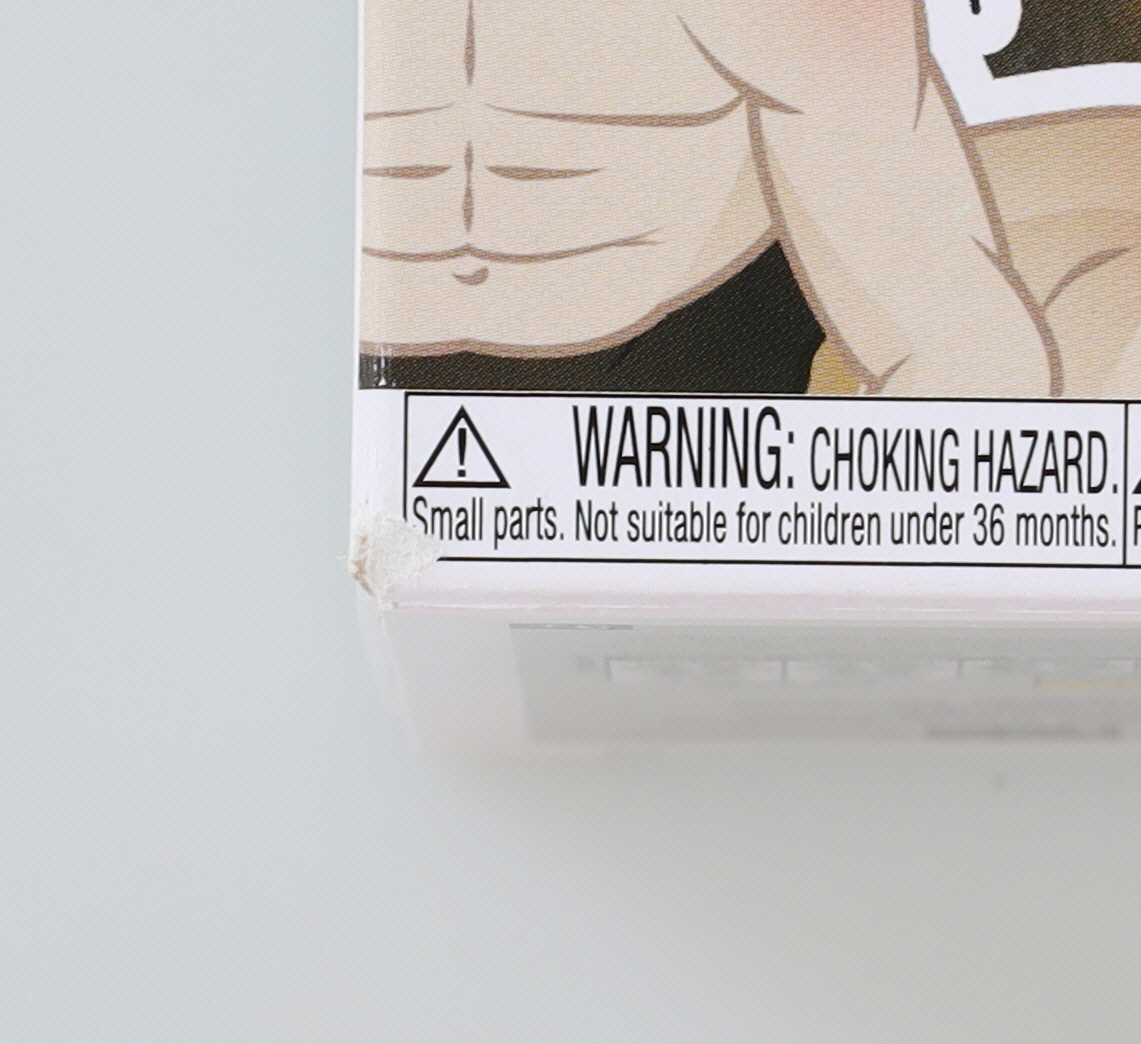 WARNING: CHOKING HAZARD.
Small parts. Not suitable for children under 36 months.